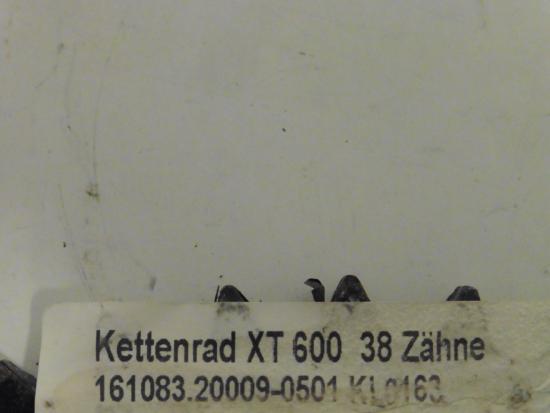 Kettenrad XT 600 38 Zähne
161083.20009-0501 KL0163